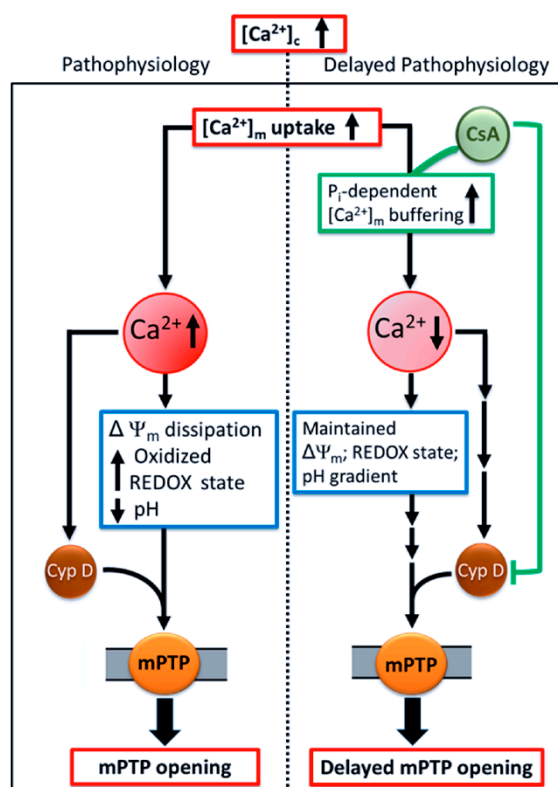 [Ca²⁺]c ↑
Pathophysiology
Delayed Pathophysiology
[Ca²⁺]m uptake ↑
CsA
Pi-dependent
[Ca²⁺]m buffering ↑
Ca²⁺ ↑
Ca²⁺ ↓
Δ Ψm dissipation
↑ Oxidized
REDOX state
↓ pH
Maintained
ΔΨm; REDOX state;
pH gradient
Cyp D
Cyp D
mPTP
mPTP
mPTP opening
Delayed mPTP opening